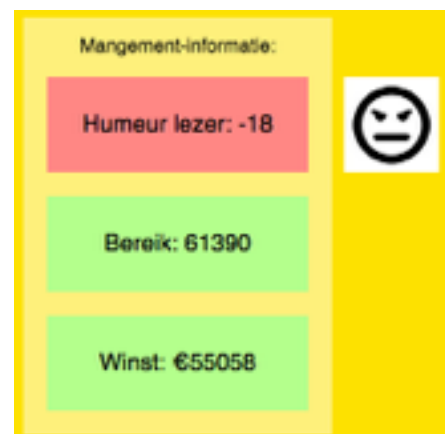 Mangement-informatie:
Humeur lezer: -18
Bereik: 61390
Winst: €55058